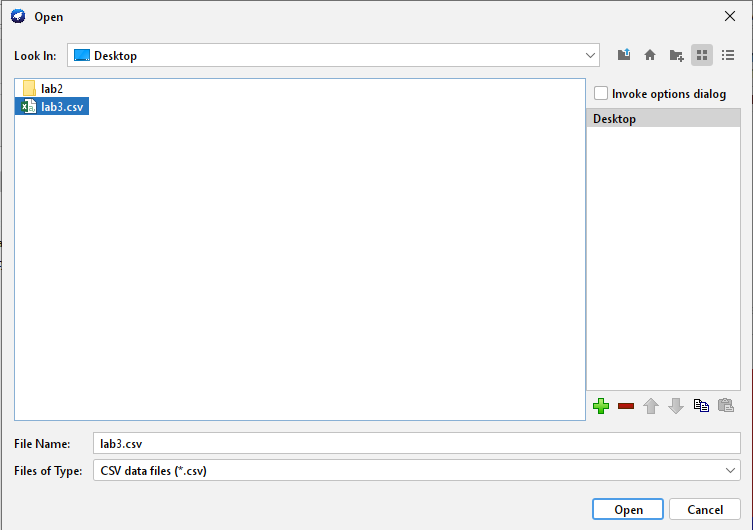 Open
Look In:
Desktop
lab2
lab3.csv
Invoke options dialog
Desktop
File Name:
lab3.csv
Files of Type:
CSV data files (*.csv)
Open
Cancel